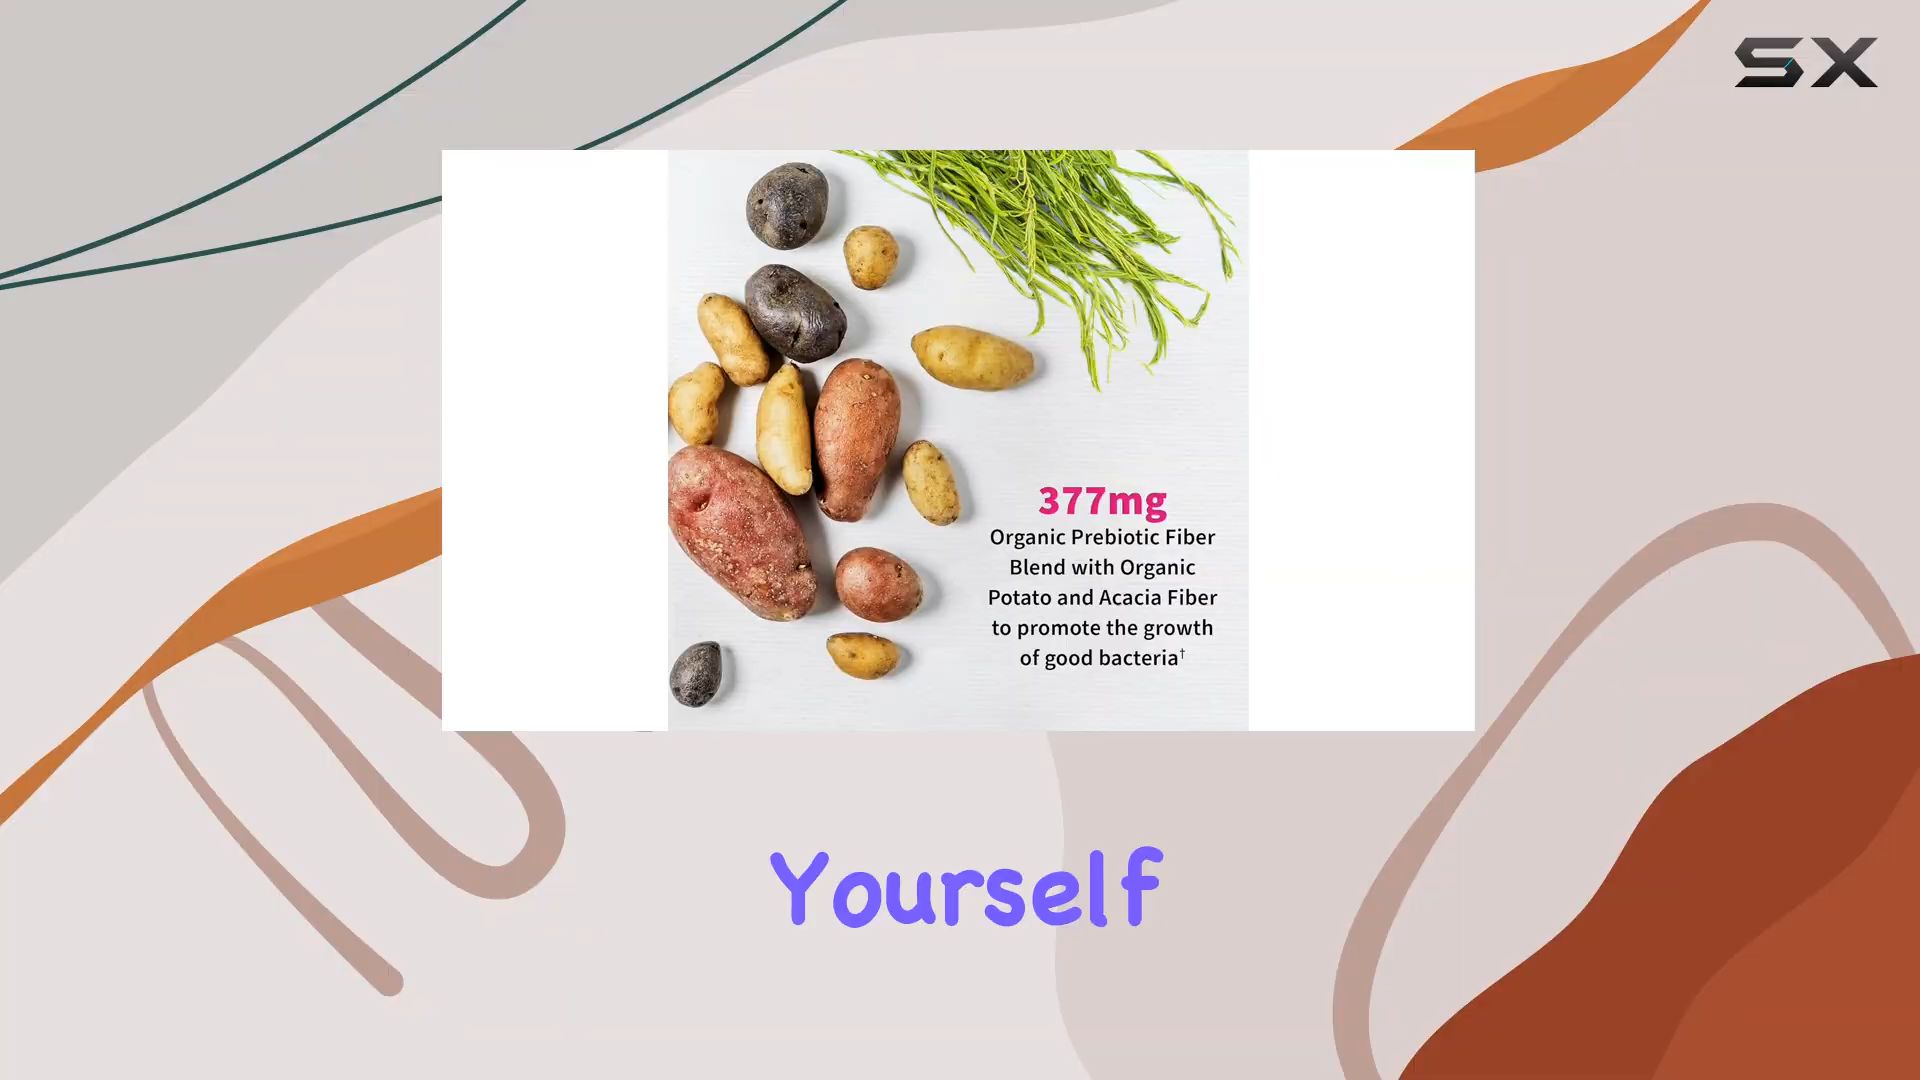 SX
377mg
Organic Prebiotic Fiber
Blend with Organic
Potato and Acacia Fiber
to promote the growth
of good bacteria†
Yourself